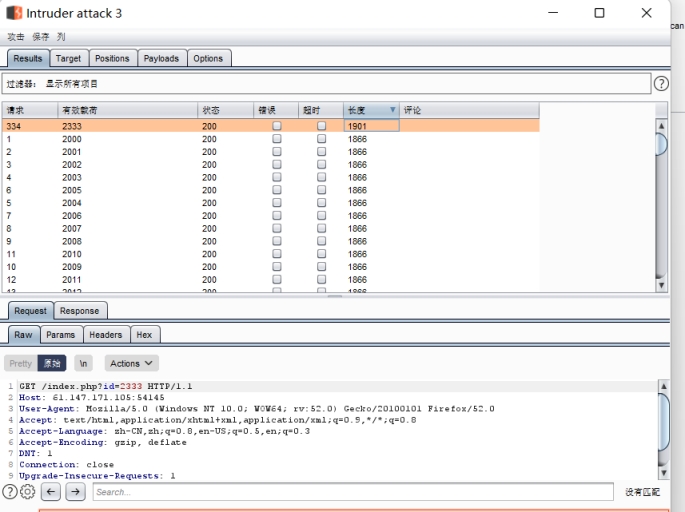 Intruder attack 3
can
攻击 保存 列
Results Target Positions Payloads Options
过滤器： 显示所有项目
请求 有效载荷 状态 错误 超时 长度 评论
334 2333 200 1901
1 2000 200 1866
2 2001 200 1866
3 2002 200 1866
4 2003 200 1866
6 2005 200 1866
5 2004 200 1866
7 2006 200 1866
8 2007 200 1866
9 2008 200 1866
11 2010 200 1866
10 2009 200 1866
12 2011 200 1866
13 2012 200 1866
Request Response
Raw Params Headers Hex
Pretty 原始 \n Actions
1 GET /index.php?id=2333 HTTP/1.1
2 Host: 61.147.171.105:54145
3 User-Agent: Mozilla/5.0 (Windows NT 10.0; WOW64; rv:52.0) Gecko/20100101 Firefox/52.0
4 Accept: text/html,application/xhtml+xml,application/xml;q=0.9,*/*;q=0.8
5 Accept-Language: zh-CN,zh;q=0.8,en-US;q=0.5,en;q=0.3
6 Accept-Encoding: gzip, deflate
7 DNT: 1
8 Connection: close
9 Upgrade-Insecure-Requests: 1
Search... 没有匹配